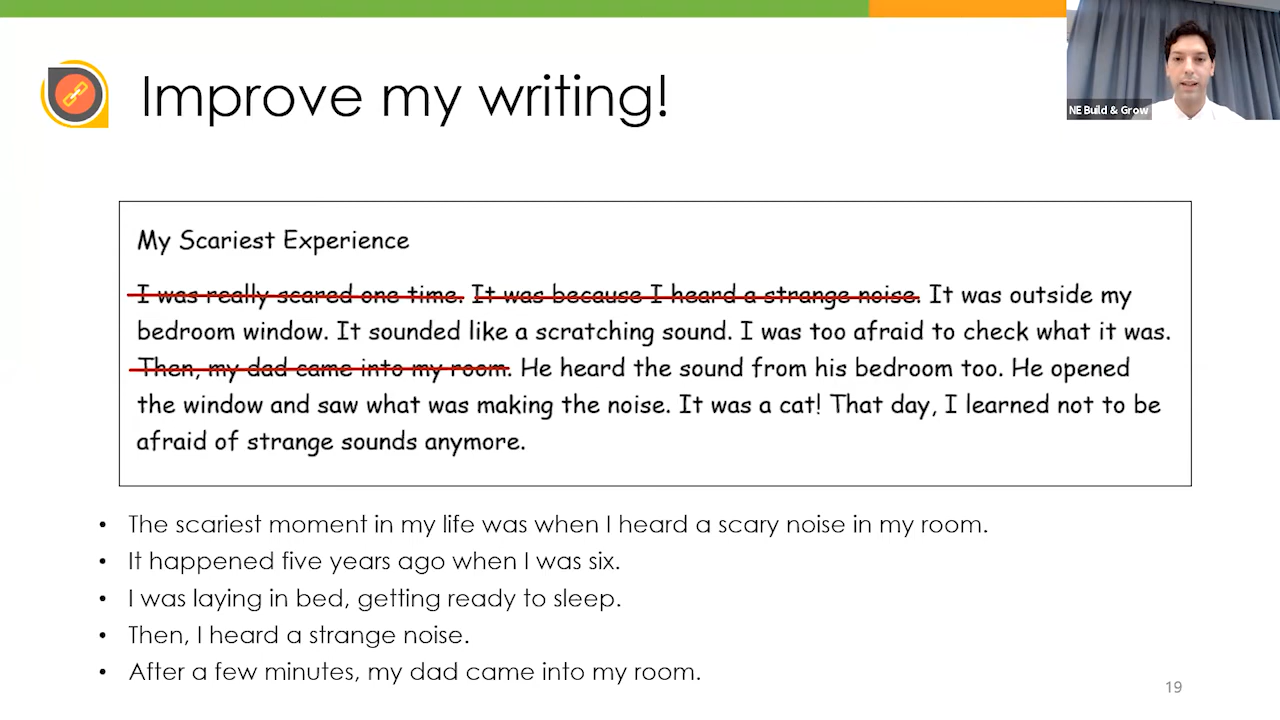 Improve my writing!
NE Build & Grow
My Scariest Experience
I was really scared one time. It was because I heard a strange noise. It was outside my
bedroom window. It sounded like a scratching sound. I was too afraid to check what it was.
Then, my dad came into my room. He heard the sound from his bedroom too. He opened
the window and saw what was making the noise. It was a cat! That day, I learned not to be
afraid of strange sounds anymore.
• The scariest moment in my life was when I heard a scary noise in my room.
• It happened five years ago when I was six.
• I was laying in bed, getting ready to sleep.
• Then, I heard a strange noise.
• After a few minutes, my dad came into my room.
19